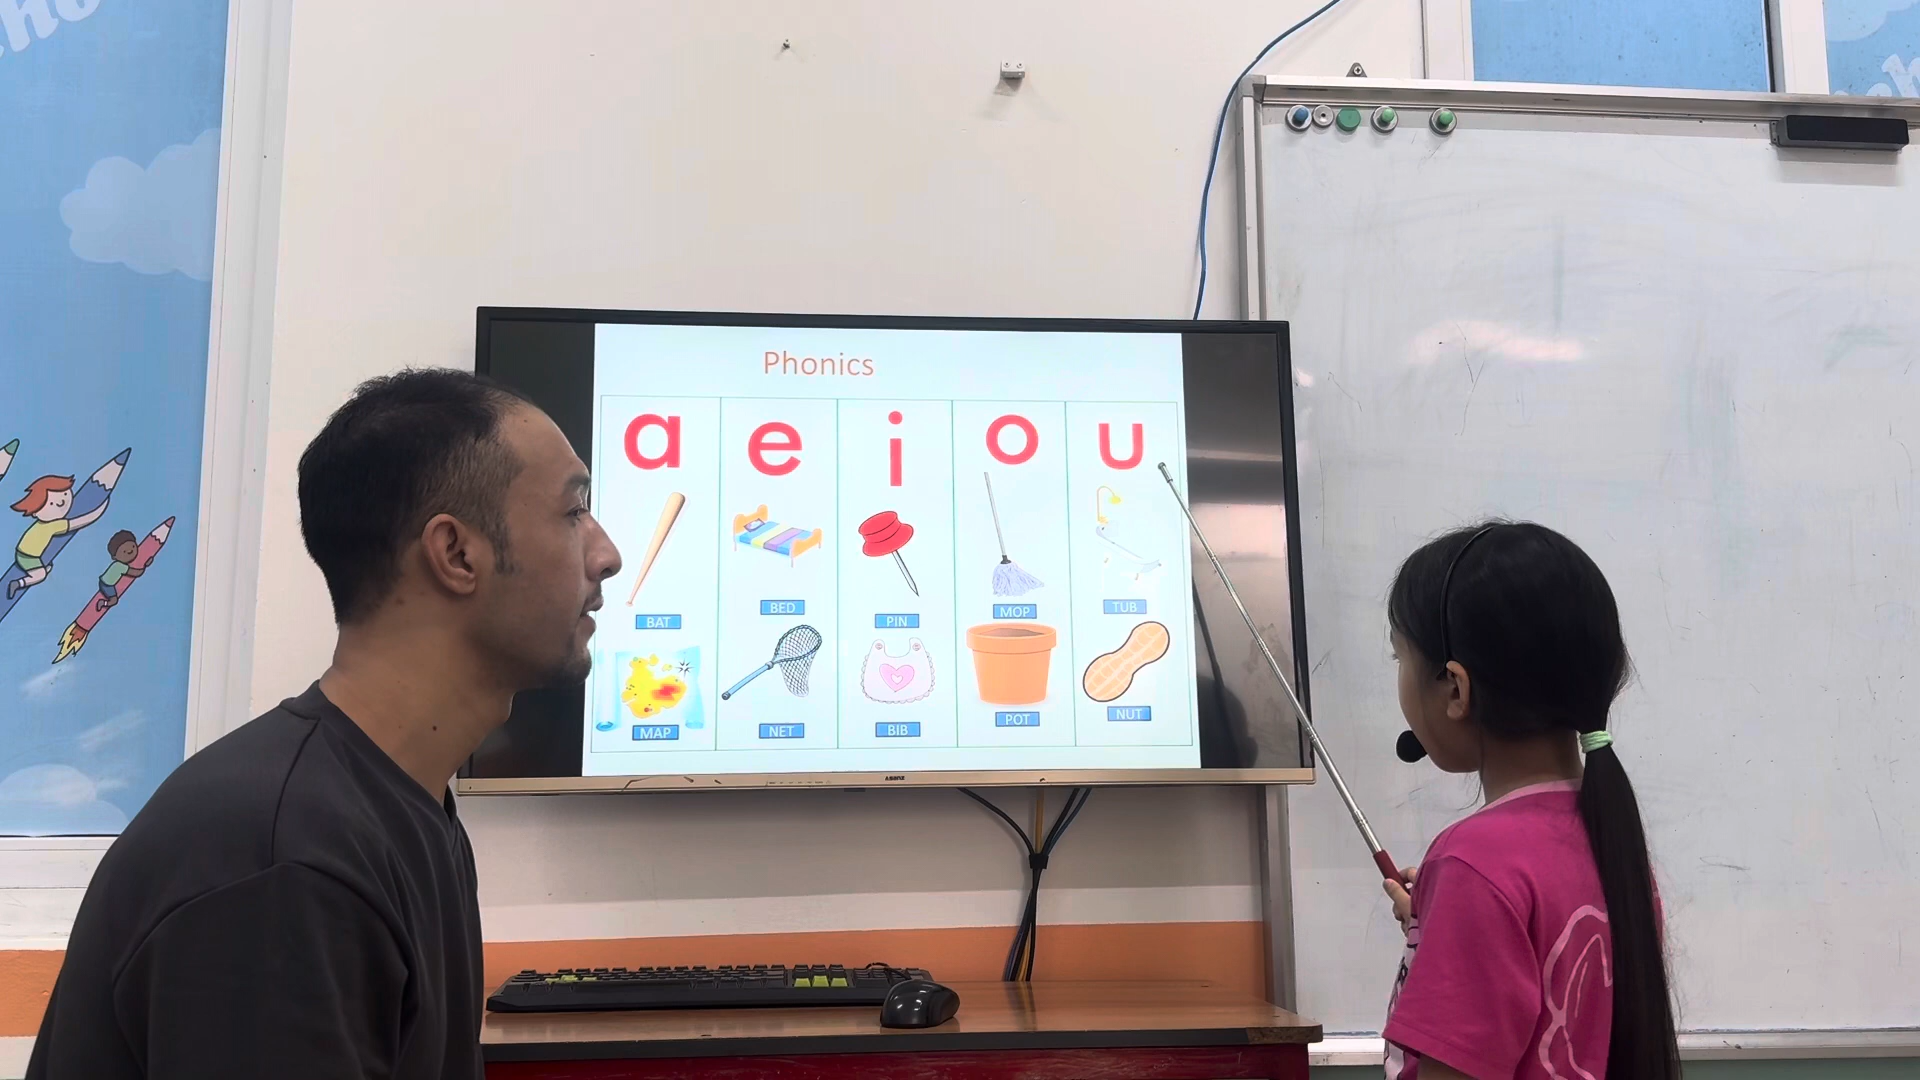 Phonics
a e i o u
BAT BED PIN MOP TUB
MAP NET BIB POT NUT